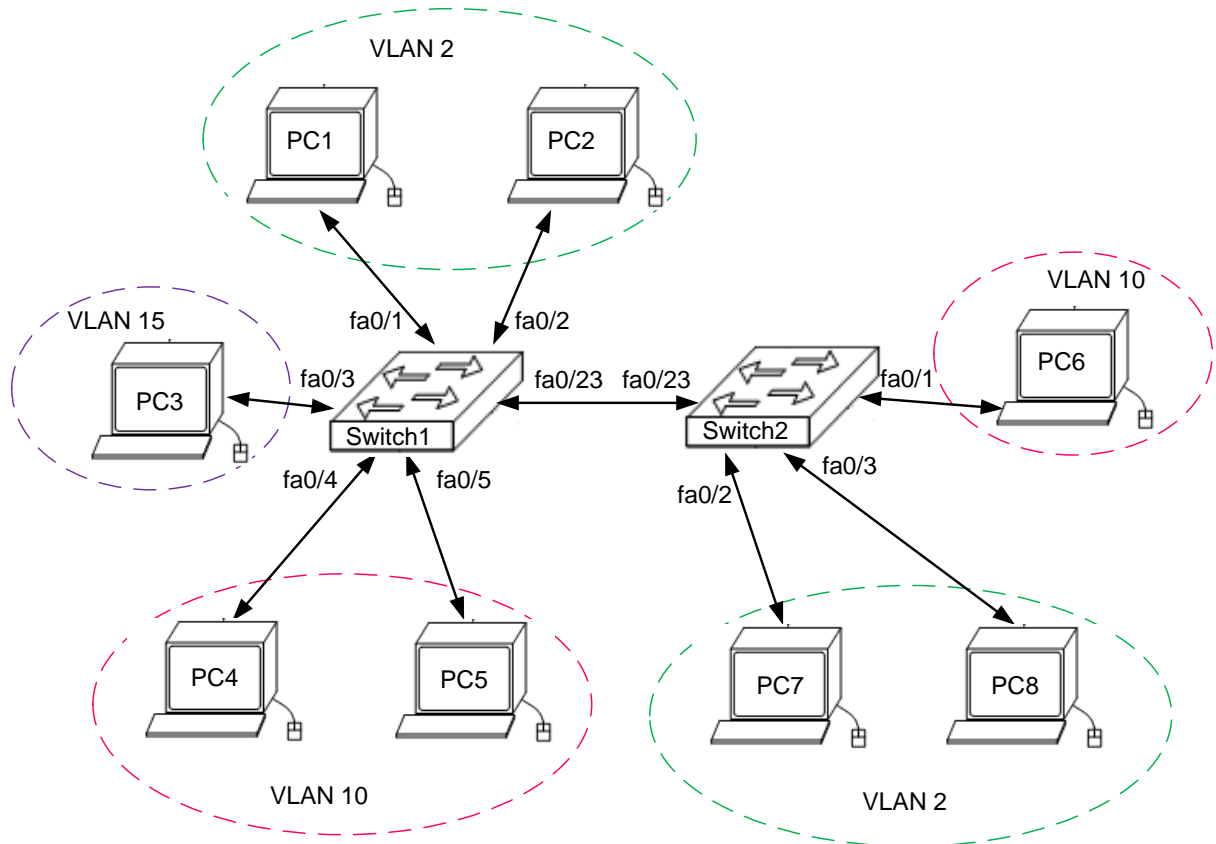 VLAN 2
PC1
PC2
VLAN 10
VLAN 15
fa0/1
fa0/2
PC6
fa0/3
fa0/23
fa0/23
fa0/1
PC3
Switch1
Switch2
fa0/4
fa0/5
fa0/3
fa0/2
PC4
PC5
PC7
PC8
VLAN 10
VLAN 2